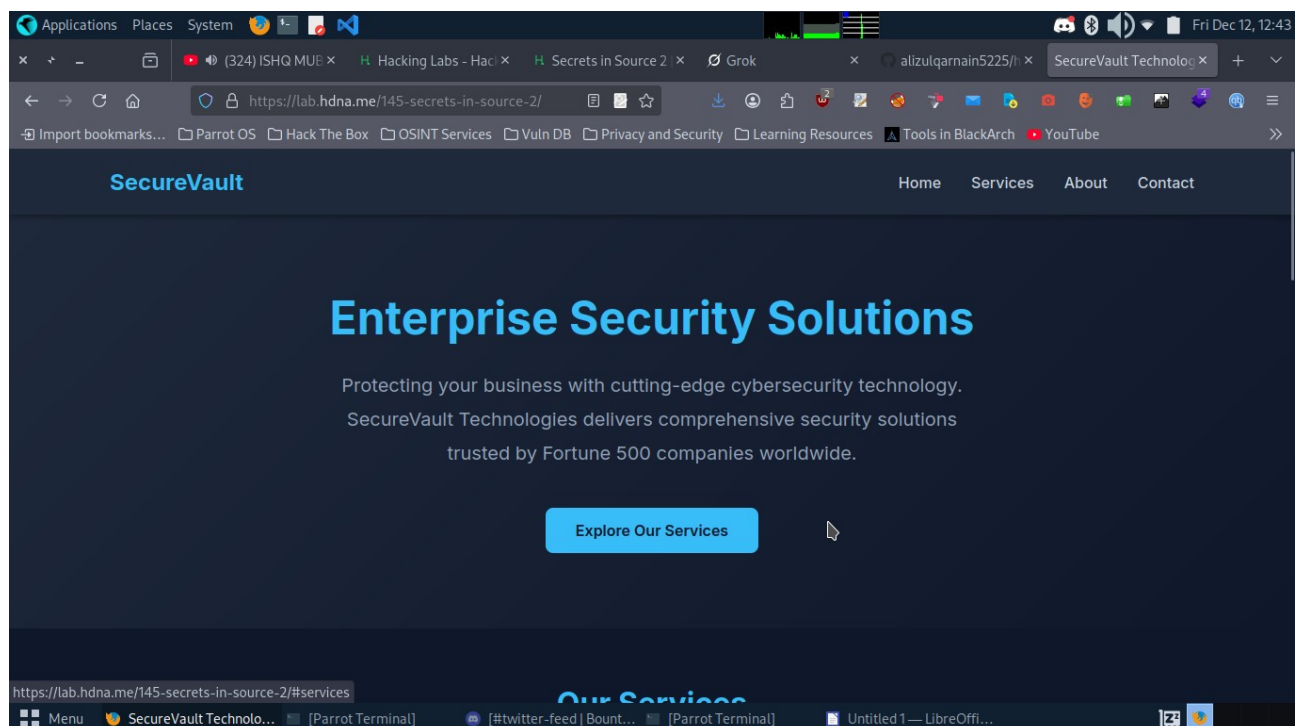 Applications Places System Fri Dec 12, 12:43
(324) ISHQ MUB Hacking Labs - Hac Secrets in Source 2 | Grok alizulqarnain5225/h SecureVault Technolog
https://lab.hdna.me/145-secrets-in-source-2/ 2 4
Import bookmarks... Parrot OS Hack The Box OSINT Services Vuln DB Privacy and Security Learning Resources Tools in BlackArch YouTube
SecureVault Home Services About Contact
Enterprise Security Solutions
Protecting your business with cutting-edge cybersecurity technology.
SecureVault Technologies delivers comprehensive security solutions
trusted by Fortune 500 companies worldwide.
Explore Our Services
https://lab.hdna.me/145-secrets-in-source-2/#services
Our Services
Menu SecureVault Technolo... [Parrot Terminal] [#twitter-feed | Bount... [Parrot Terminal] Untitled 1 — LibreOffi...